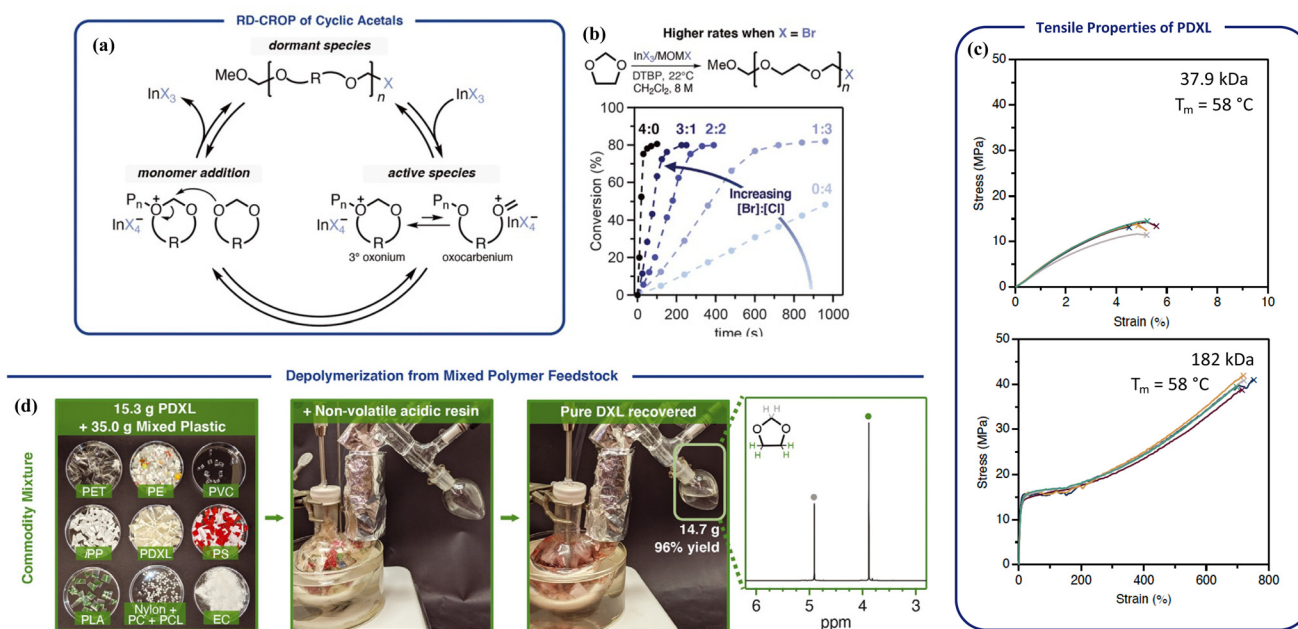 RD-CROP of Cyclic Acetals
(a)
dormant species
MeO
O
R
O
X
n
InX3
InX3
monomer addition
active species
Pn
O
+
O
O
O
InX4−
R
R
Pn
O
+
O
InX4−
R
3° oxonium
Pn
O
O
+
InX4−
R
oxocarbenium
(b)
Higher rates when X = Br
O
O
InX3/MOMX
DTBP, 22°C
CH2Cl2, 8 M
MeO
O
O
X
n
100
80
60
40
20
0
Conversion (%)
4:0
3:1
2:2
1:3
0:4
Increasing
[Br]:[Cl]
0 200 400 600 800 1000
time (s)
Tensile Properties of PDXL
(c)
37.9 kDa
Tm = 58 °C
50
40
30
20
10
0
Stress (MPa)
0 2 4 6 8 10
Strain (%)
182 kDa
Tm = 58 °C
50
40
30
20
10
0
Stress (MPa)
0 100 200 300 400 500 600 700 800
Strain (%)
Depolymerization from Mixed Polymer Feedstock
(d)
Commodity Mixture
15.3 g PDXL
+ 35.0 g Mixed Plastic
PET PE PVC
iPP PDXL PS
PLA Nylon + PC + PCL EC
+ Non-volatile acidic resin
Pure DXL recovered
14.7 g
96% yield
H H
O O
H H
H H
6 5 4 3
ppm